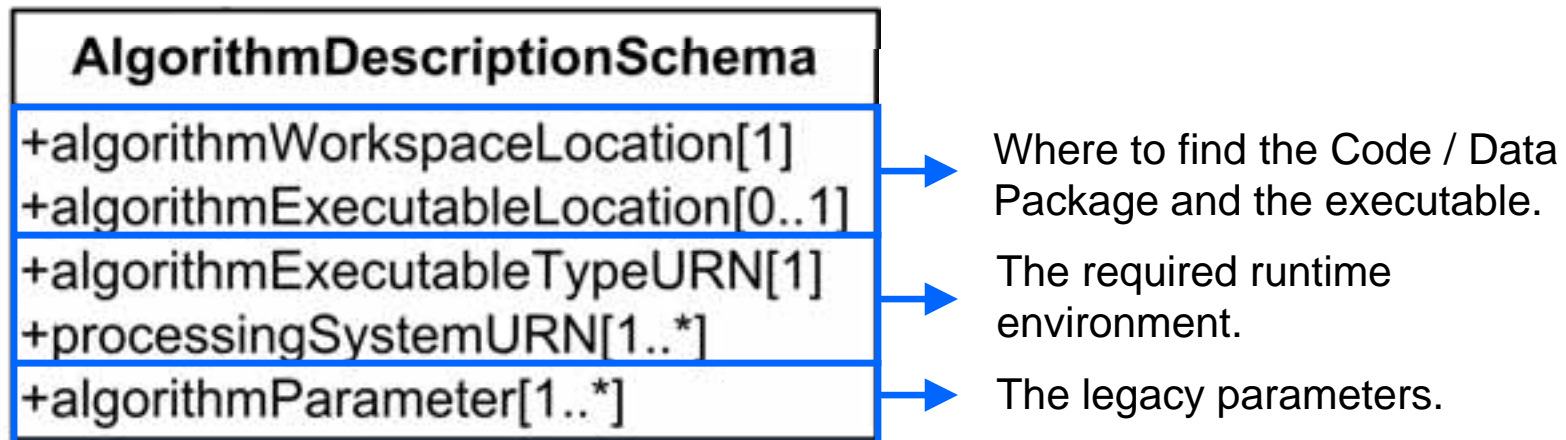 AlgorithmDescriptionSchema
+algorithmWorkspaceLocation[1]
+algorithmExecutableLocation[0..1]
Where to find the Code / Data
Package and the executable.
+algorithmExecutableTypeURN[1]
+processingSystemURN[1..*]
The required runtime
environment.
+algorithmParameter[1..*]
The legacy parameters.